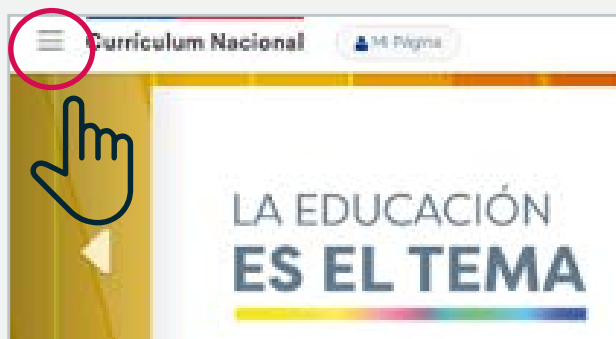 Curriculum Nacional
Mi Página
LA EDUCACIÓN
ES EL TEMA